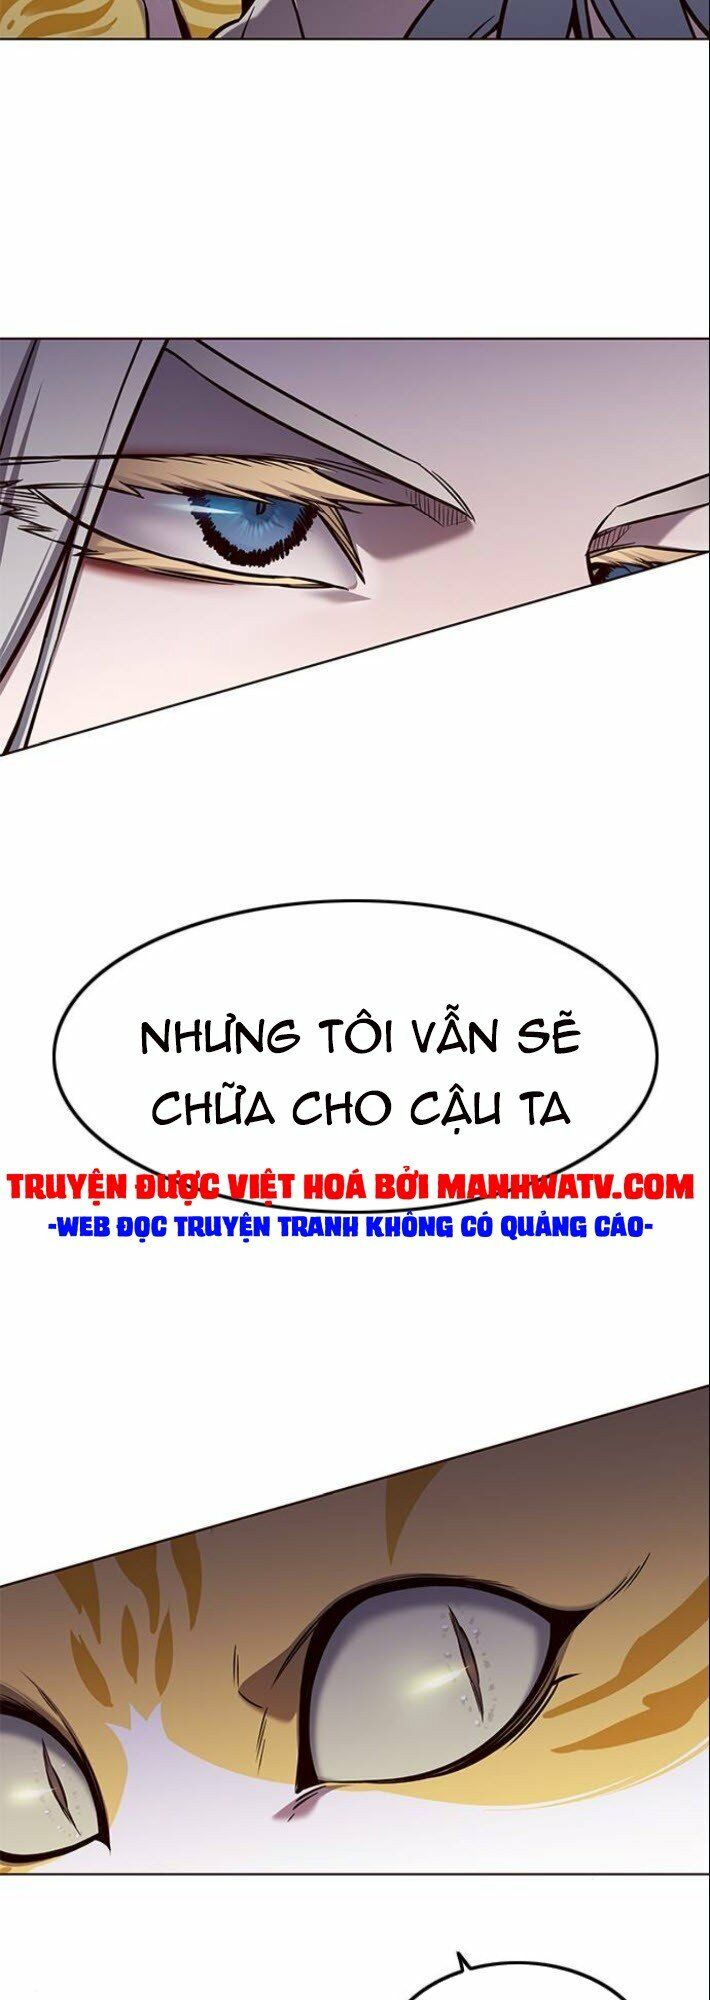 NHƯNG TÔI VẪN SẼ
CHỮA CHO CẬU TA
TRUYỆN ĐƯỢC VIỆT HOÁ BỞI MANHWATV.COM
-WEB ĐỌC TRUYỆN TRANH KHÔNG CÓ QUẢNG CÁO-